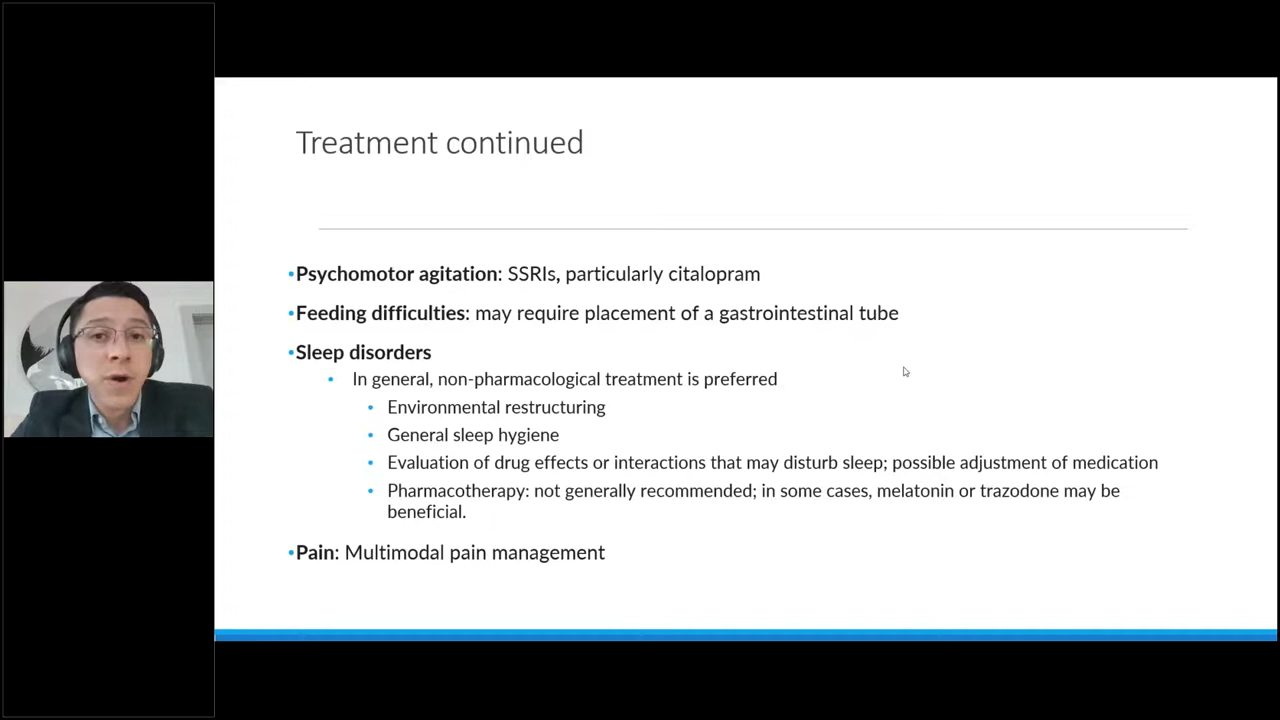 Treatment continued
•Psychomotor agitation: SSRIs, particularly citalopram
•Feeding difficulties: may require placement of a gastrointestinal tube
•Sleep disorders
• In general, non-pharmacological treatment is preferred
• Environmental restructuring
• General sleep hygiene
• Evaluation of drug effects or interactions that may disturb sleep; possible adjustment of medication
• Pharmacotherapy: not generally recommended; in some cases, melatonin or trazodone may be
beneficial.
•Pain: Multimodal pain management